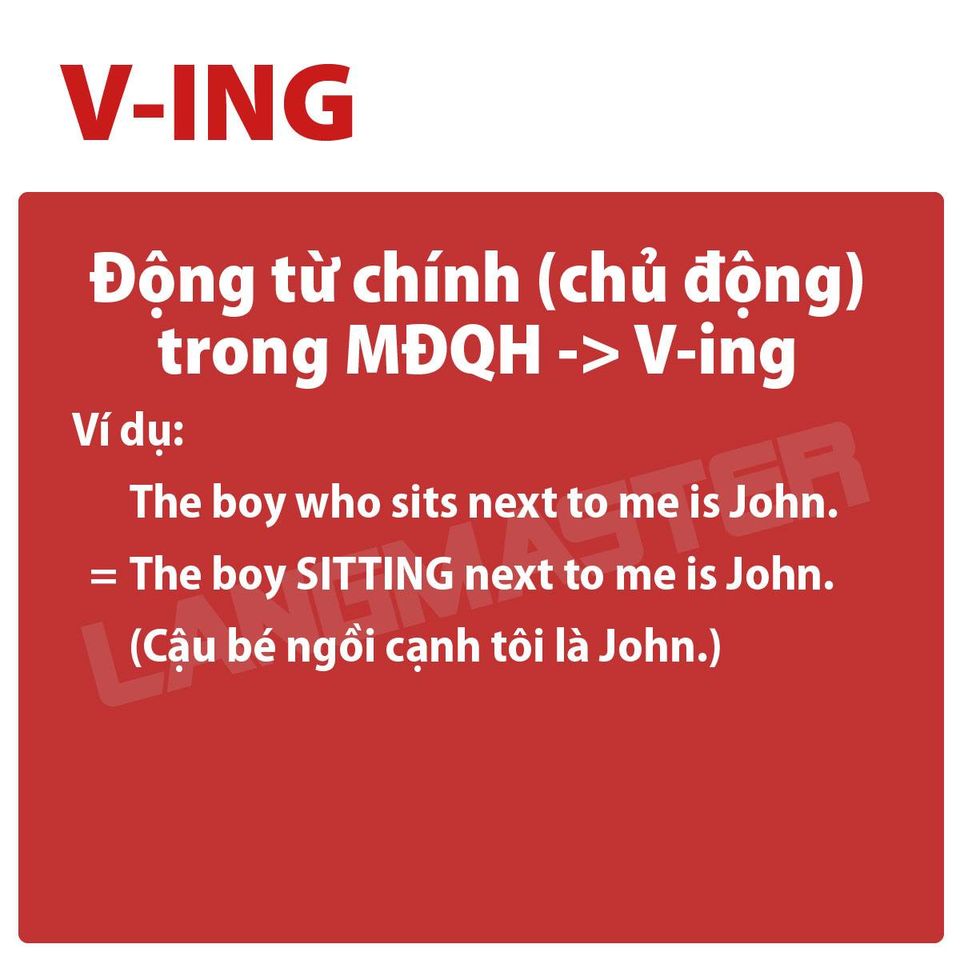 V-ING
Động từ chính (chủ động)
trong MĐQH -> V-ing
Ví dụ:
The boy who sits next to me is John.
= The boy SITTING next to me is John.
(Cậu bé ngồi cạnh tôi là John.)
LANGMASTER